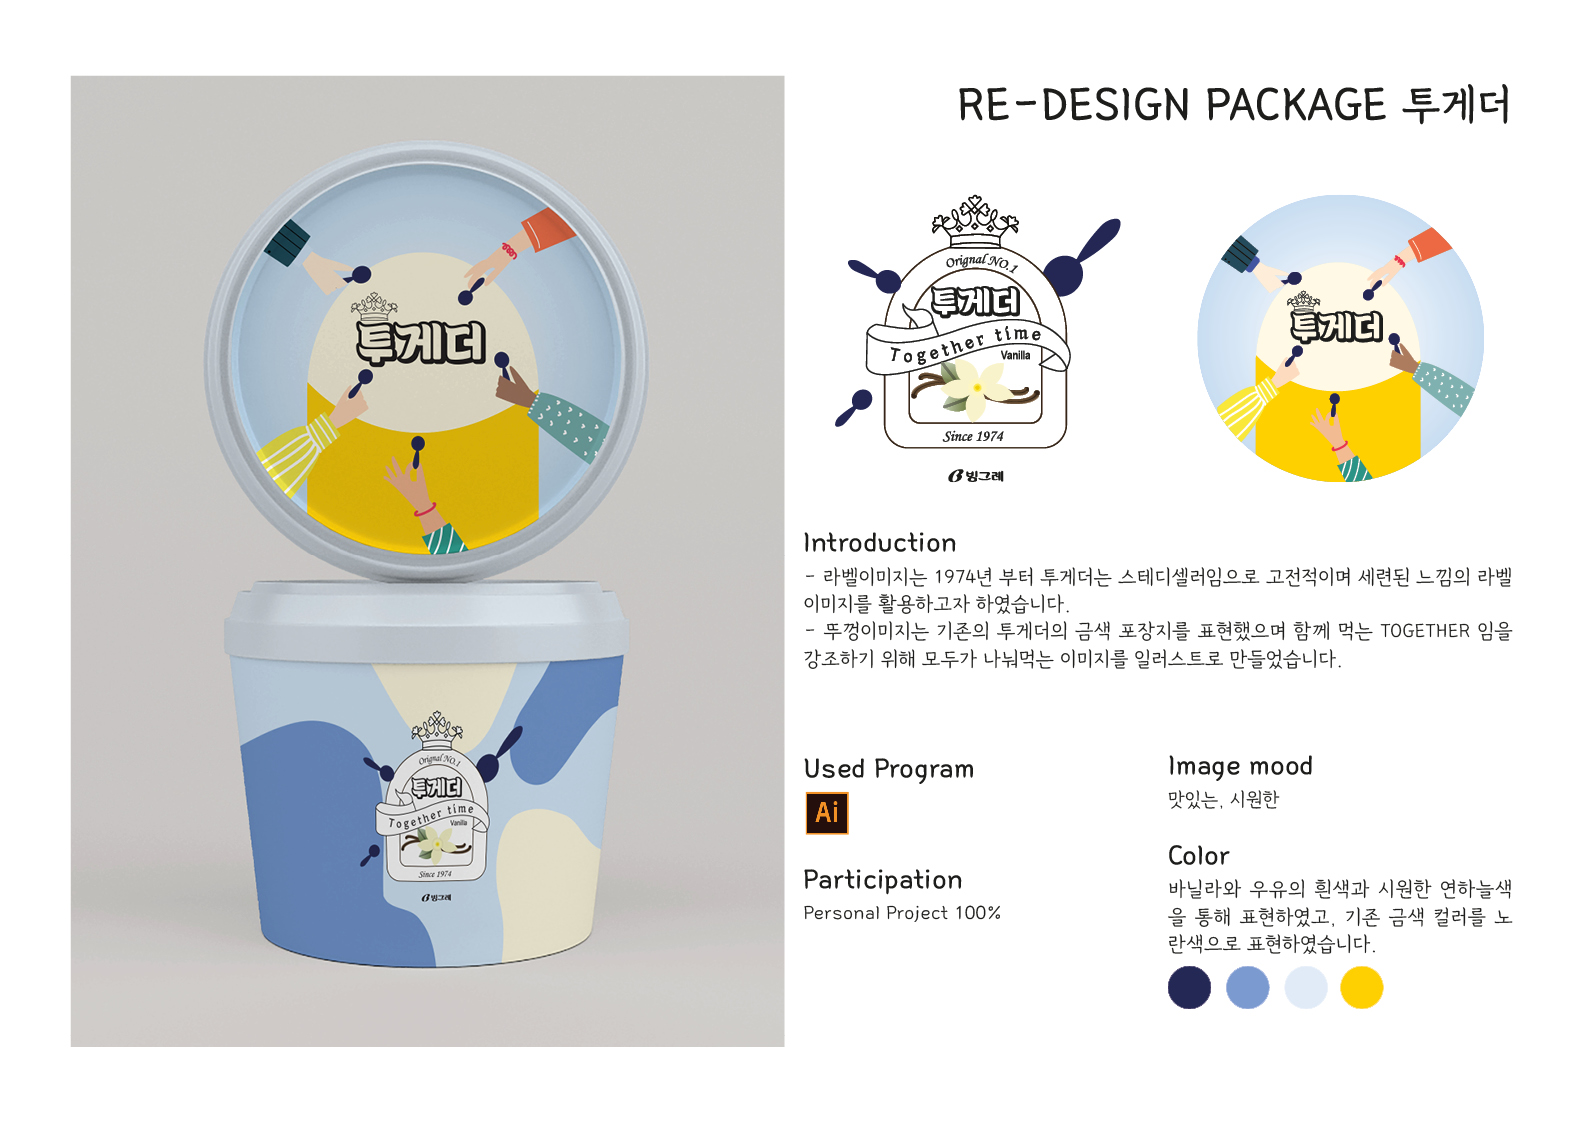 RE-DESIGN PACKAGE 투게더
Orignal NO.1
투게더
Together time
Vanilla
Since 1974
빙그레
투게더
투게더
Orignal NO.1
투게더
Together time
Vanilla
Since 1974
빙그레
Introduction
- 라벨이미지는 1974년 부터 투게더는 스테디셀러임으로 고전적이며 세련된 느낌의 라벨
이미지를 활용하고자 하였습니다.
- 뚜껑이미지는 기존의 투게더의 금색 포장지를 표현했으며 함께 먹는 TOGETHER 임을
강조하기 위해 모두가 나눠먹는 이미지를 일러스트로 만들었습니다.
Used Program
Ai
Participation
Personal Project 100%
Image mood
맛있는, 시원한
Color
바닐라와 우유의 흰색과 시원한 연하늘색
을 통해 표현하였고, 기존 금색 컬러를 노
란색으로 표현하였습니다.